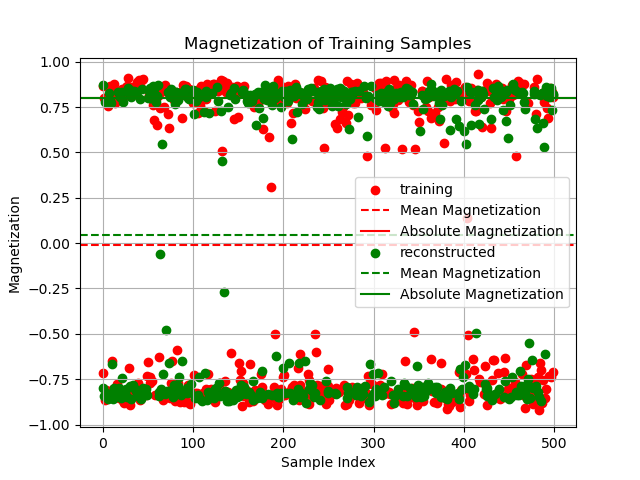 Magnetization of Training Samples
1.00
0.75
0.50
0.25
0.00
−0.25
−0.50
−0.75
−1.00
Magnetization
training
Mean Magnetization
Absolute Magnetization
reconstructed
Mean Magnetization
Absolute Magnetization
0 100 200 300 400 500
Sample Index